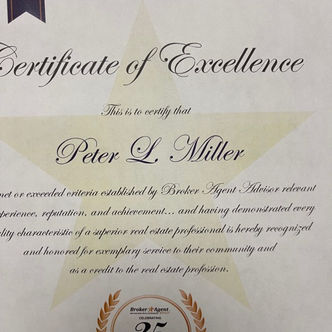 Certificate of Excellence
This is to certify that
Peter L. Miller
met or exceeded criteria established by Broker Agent Advisor relevant
perience, reputation, and achievement... and having demonstrated every
lity characteristic of a superior real estate professional is hereby recognized
and honored for exemplary service to their community and
as a credit to the real estate profession.
Broker Agent
CELEBRATING
25